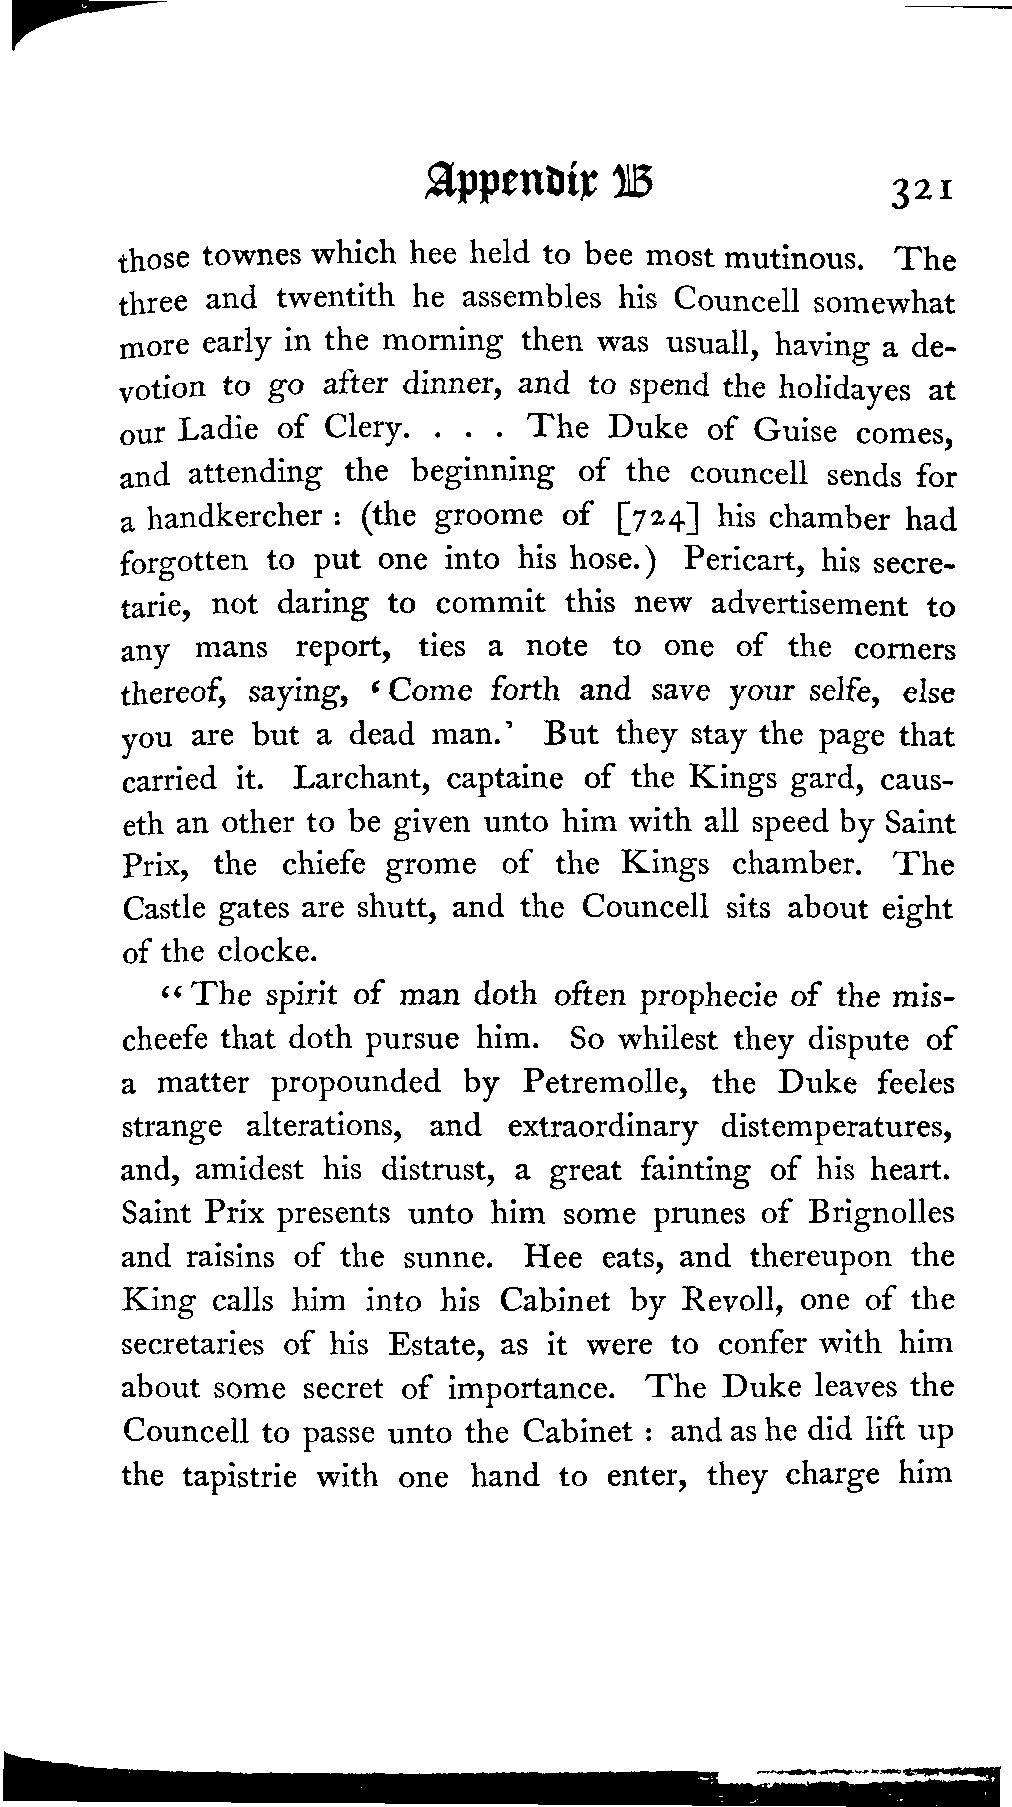 Appendix B 321
those townes which hee held to bee most mutinous. The
three and twentith he assembles his Councell somewhat
more early in the morning then was usuall, having a de-
votion to go after dinner, and to spend the holidayes at
our Ladie of Clery. . . . The Duke of Guise comes,
and attending the beginning of the councell sends for
a handkercher : (the groome of [724] his chamber had
forgotten to put one into his hose.) Pericart, his secre-
tarie, not daring to commit this new advertisement to
any mans report, ties a note to one of the corners
thereof, saying, ‘Come forth and save your selfe, else
you are but a dead man.’ But they stay the page that
carried it. Larchant, captaine of the Kings gard, caus-
eth an other to be given unto him with all speed by Saint
Prix, the chiefe grome of the Kings chamber. The
Castle gates are shutt, and the Councell sits about eight
of the clocke.
“The spirit of man doth often prophecie of the mis-
cheefe that doth pursue him. So whilest they dispute of
a matter propounded by Petremolle, the Duke feeles
strange alterations, and extraordinary distemperatures,
and, amidest his distrust, a great fainting of his heart.
Saint Prix presents unto him some prunes of Brignolles
and raisins of the sunne. Hee eats, and thereupon the
King calls him into his Cabinet by Revoll, one of the
secretaries of his Estate, as it were to confer with him
about some secret of importance. The Duke leaves the
Councell to passe unto the Cabinet : and as he did lift up
the tapistrie with one hand to enter, they charge him